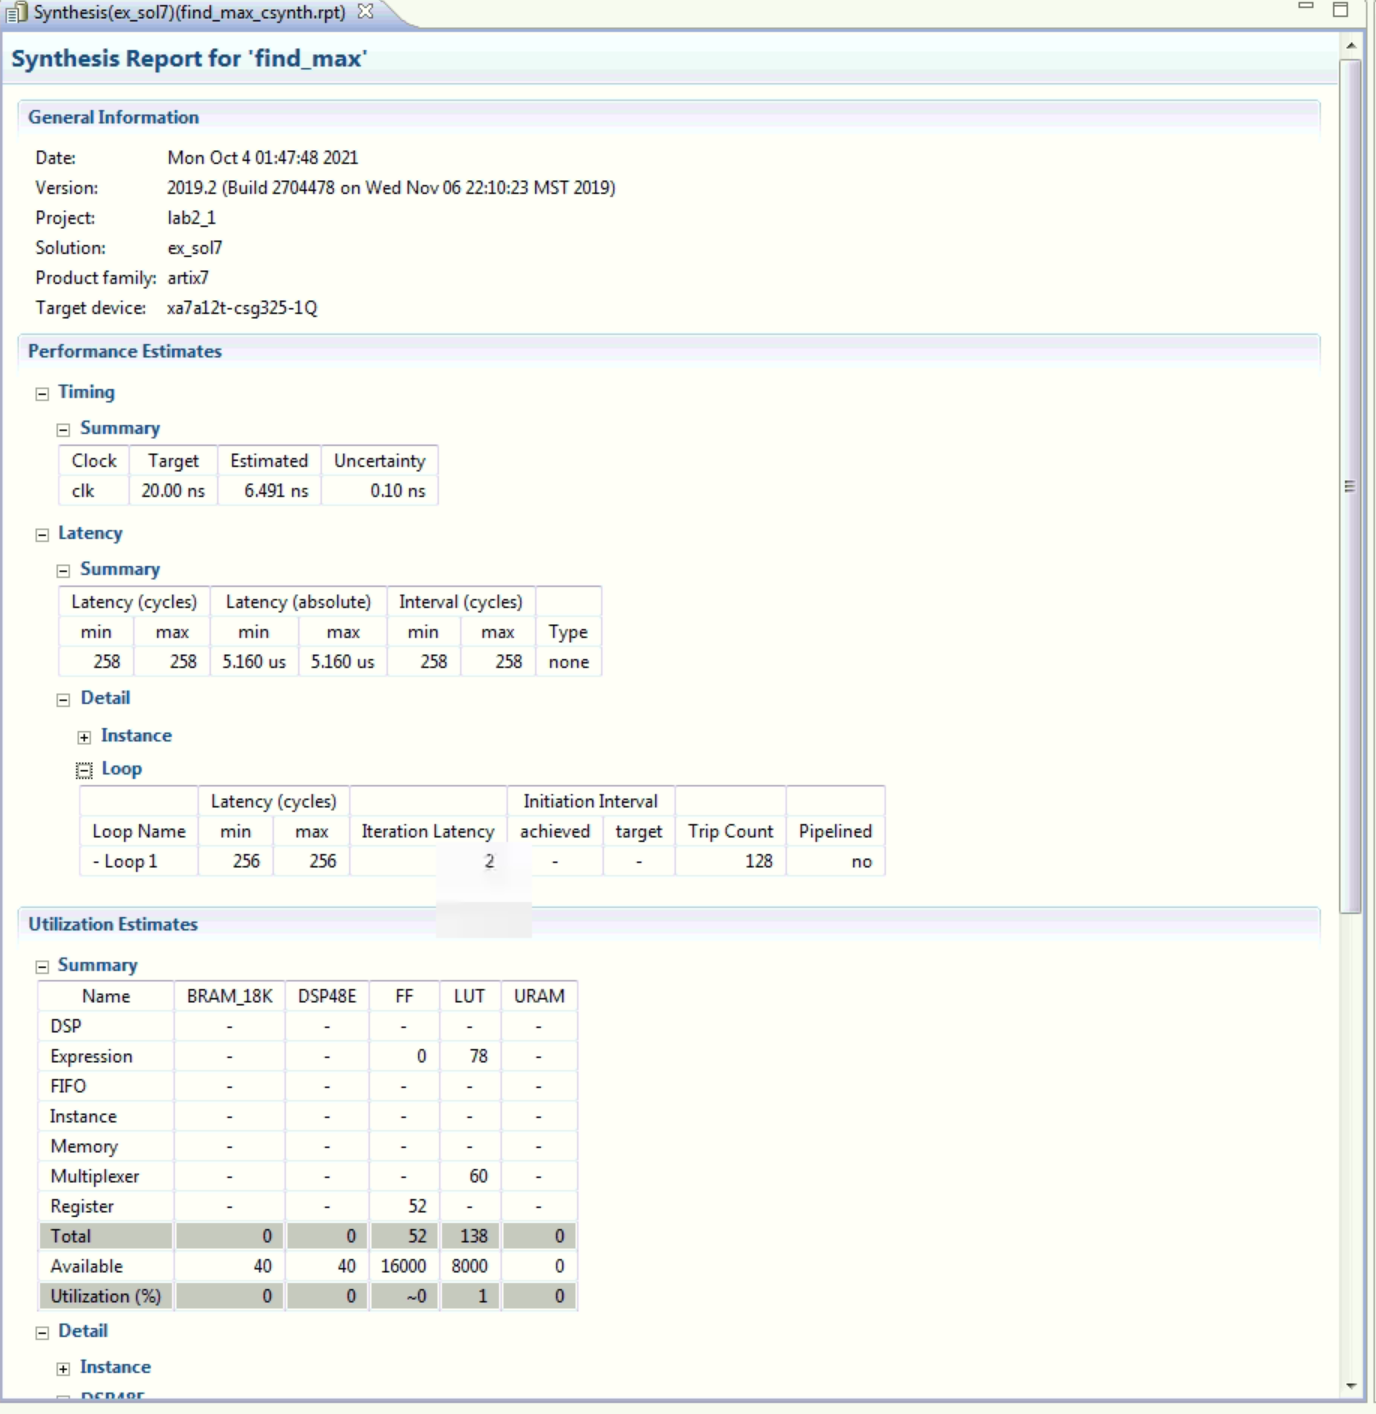 Synthesis(ex_sol7)(find_max_csynth.rpt)
Synthesis Report for 'find_max'
General Information
Date: Mon Oct 4 01:47:48 2021
Version: 2019.2 (Build 2704478 on Wed Nov 06 22:10:23 MST 2019)
Project: lab2_1
Solution: ex_sol7
Product family: artix7
Target device: xa7a12t-csg325-1Q
Performance Estimates
Timing
Summary
Clock Target Estimated Uncertainty
clk 20.00 ns 6.491 ns 0.10 ns
Latency
Summary
Latency (cycles) Latency (absolute) Interval (cycles)
min max min max min max Type
258 258 5.160 us 5.160 us 258 258 none
Detail
Instance
Loop
Latency (cycles) Initiation Interval
Loop Name min max Iteration Latency achieved target Trip Count Pipelined
- Loop 1 256 256 2 - - 128 no
Utilization Estimates
Summary
Name BRAM_18K DSP48E FF LUT URAM
DSP - - - - -
Expression - - 0 78 -
FIFO - - - - -
Instance - - - - -
Memory - - - - -
Multiplexer - - - 60 -
Register - - 52 - -
Total 0 0 52 138 0
Available 40 40 16000 8000 0
Utilization (%) 0 0 ~0 1 0
Detail
Instance
DSP48E